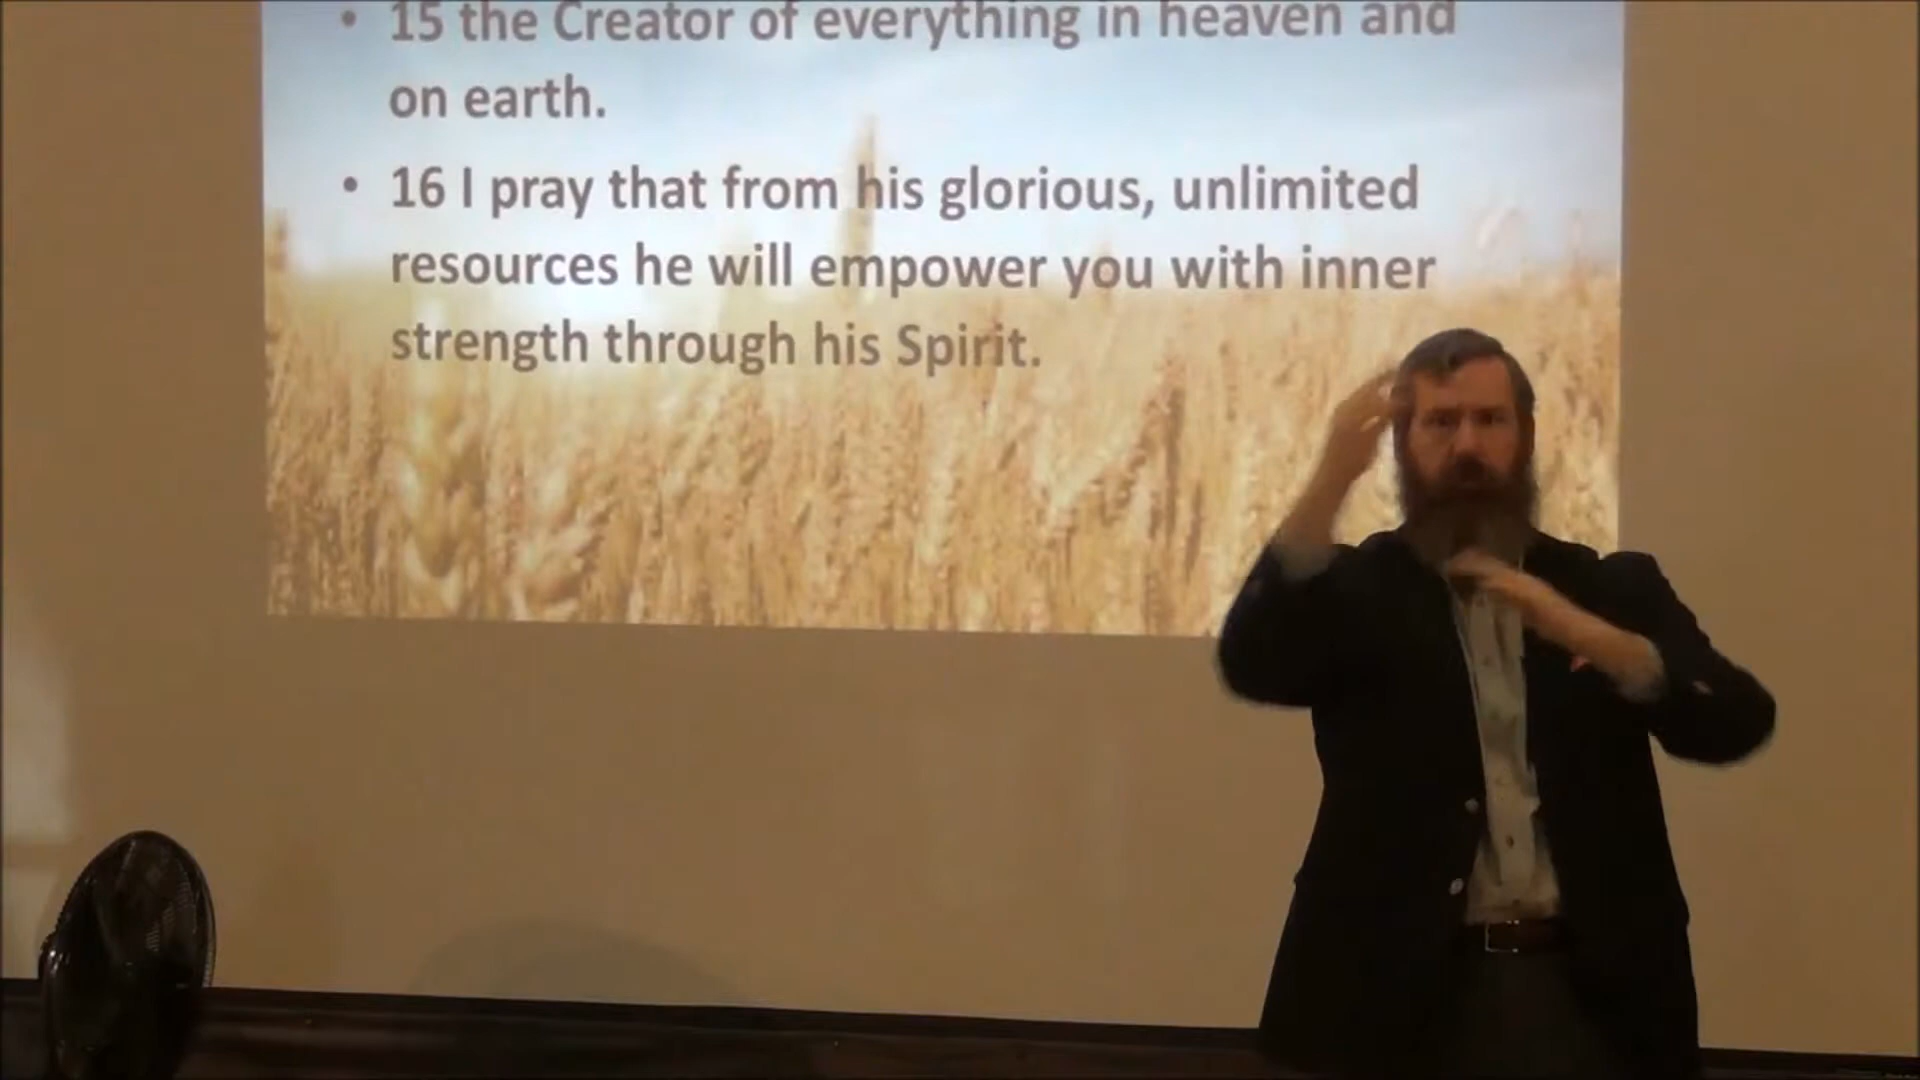 • 15 the Creator of everything in heaven and
on earth.
• 16 I pray that from his glorious, unlimited
resources he will empower you with inner
strength through his Spirit.